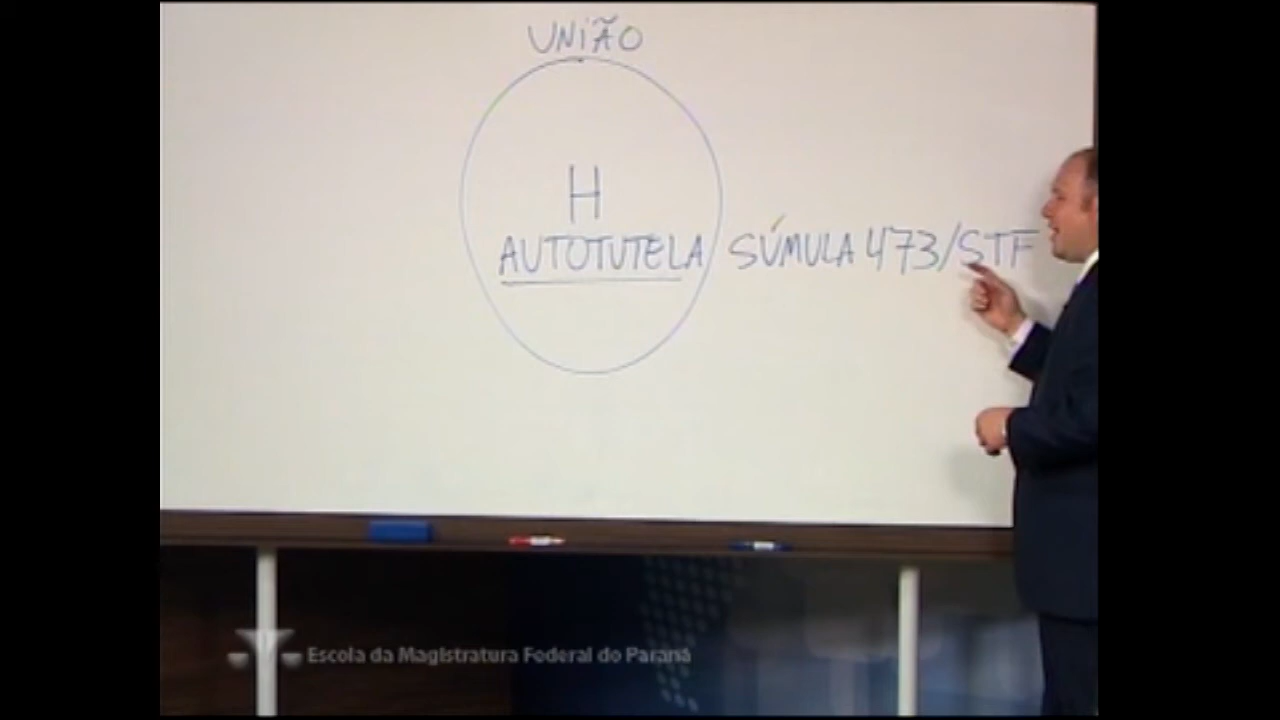 UNIÃO
H
AUTOTUTELA SÚMULA 473/STF
Escola da Magistratura Federal do Paraná